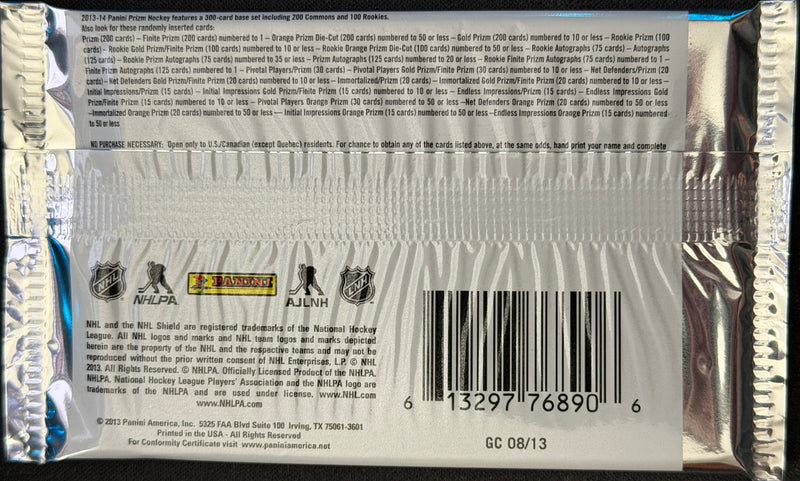 2013-14 Panini Prizm Hockey features a 300-card base set including 200 Commons and 100 Rookies.
Also look for these randomly inserted cards:
Prizm (200 cards) – Finite Prizm (200 cards) numbered to 1 – Orange Prizm Die-Cut (200 cards) numbered to 50 or less – Gold Prizm (200 cards) numbered to 10 or less – Rookie Prizm (100
cards) – Rookie Gold Prizm/Finite Prizm (100 cards) numbered to 10 or less – Rookie Orange Prizm Die-Cut (100 cards) numbered to 50 or less – Rookie Autographs (75 cards) – Autographs
(125 cards) – Rookie Prizm Autographs (75 cards) numbered to 35 or less – Prizm Autographs (125 cards) numbered to 20 or less – Rookie Finite Prizm Autographs (75 cards) numbered to 1 –
Finite Prizm Autographs (125 cards) numbered to 1 – Pivotal Players/Prizm (30 cards) – Pivotal Players Gold Prizm/Finite Prizm (30 cards) numbered to 10 or less – Net Defenders/Prizm (20
cards) – Net Defenders Gold Prizm/Finite Prizm (20 cards) numbered to 10 or less – Immortalized/Prizm (20 cards) – Immortalized Gold Prizm/Finite Prizm (20 cards) numbered to 10 or less –
Initial Impressions/Prizm (15 cards) – Initial Impressions Gold Prizm/Finite Prizm (15 cards) numbered to 10 or less – Endless Impressions/Prizm (15 cards) – Endless Impressions Gold
Prizm/Finite Prizm (15 cards) numbered to 10 or less – Pivotal Players Orange Prizm (30 cards) numbered to 50 or less –Net Defenders Orange Prizm (20 cards) numbered to 50 or less
–Immortalized Orange Prizm (20 cards) numbered to 50 or less –– Initial Impressions Orange Prizm (15 cards) numbered to 50 or less –Endless Impressions Orange Prizm (15 cards) numbered
to 50 or less
NO PURCHASE NECESSARY: Open only to U.S./Canadian (except Quebec) residents. For chance to obtain any of the cards listed above, at the same odds, hand print your name and complete
NHL
NHLPA
PANINI
AJLNH
LNH
NHL and the NHL Shield are registered trademarks of the National Hockey
League. All NHL logos and marks and NHL team logos and marks depicted
herein are the property of the NHL and the respective teams and may not be
reproduced without the prior written consent of NHL Enterprises, L.P. © NHL
2013. All Rights Reserved. © NHLPA. Officially Licensed Product of the NHLPA.
NHLPA, National Hockey League Players' Association and the NHLPA logo are
trademarks of the NHLPA and are used under license. www.NHL.com
www.NHLPA.com
© 2013 Panini America, Inc. 5325 FAA Blvd Suite 100 Irving, TX 75061-3601
Printed in the USA - All Rights Reserved
For Conformity Certificate visit www.paniniamerica.net
6 13297 76890 6
GC 08/13